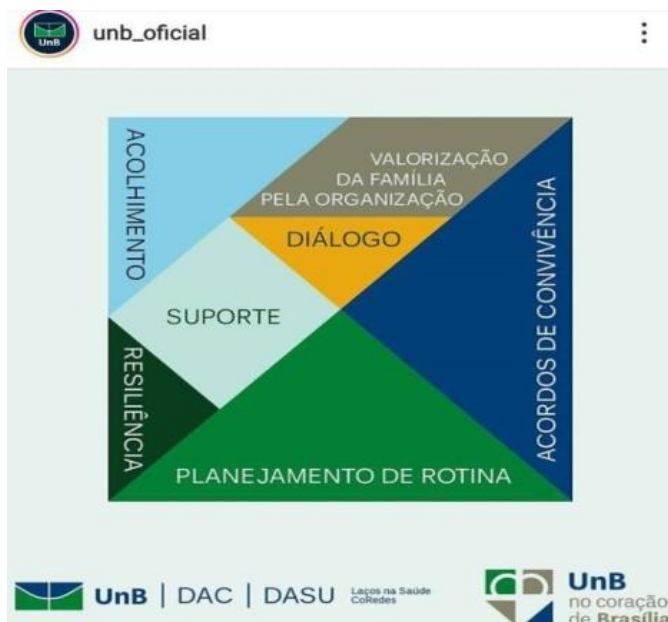 UnB
unb_oficial
ACOLHIMENTO
VALORIZAÇÃO
DA FAMÍLIA
PELA ORGANIZAÇÃO
DIÁLOGO
SUPORTE
RESILIÊNCIA
ACORDOS DE CONVIVÊNCIA
PLANEJAMENTO DE ROTINA
UnB | DAC | DASU Laços na Saúde
CoRedes
UnB
no coração
de Brasília